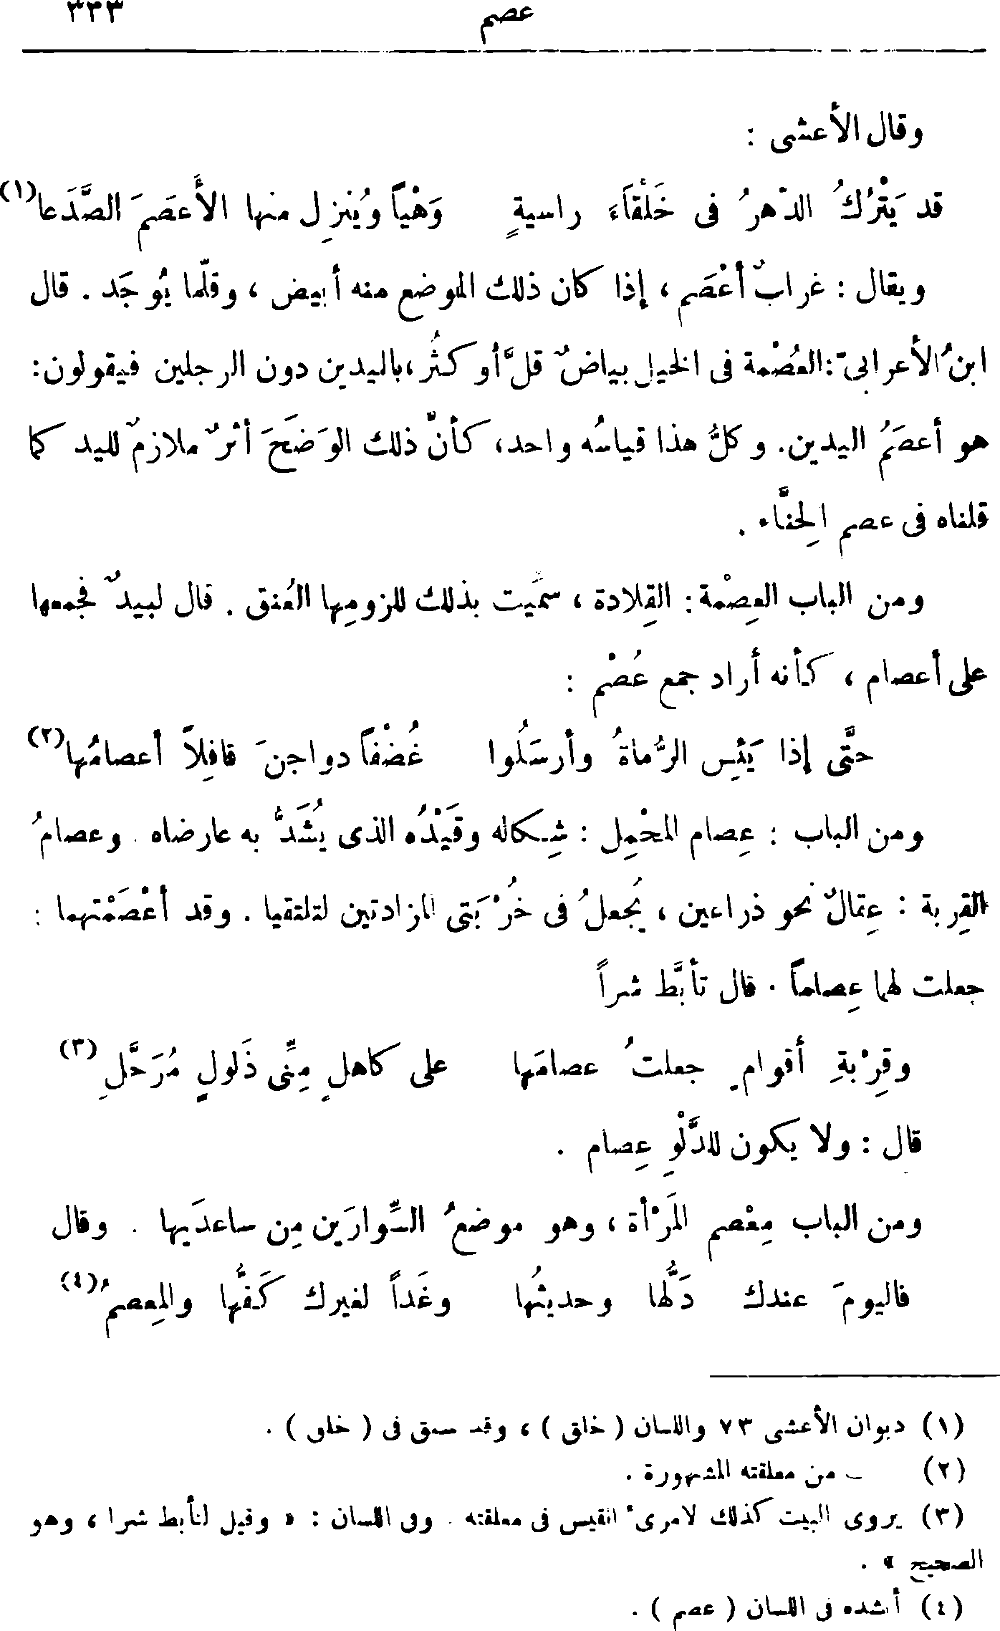 عصم ٣٣٣
وقال الأعشى :
قد يَتْرُكُ الدّهرُ فى خَلْقاَءَ راسيةٍ وَهْياً ويُنزِل منها الأَعصَمَ الصَّدَعا(١)
ويقال : غرابٌ أعْصَم ، إذا كان ذلك الموضع منه أبيض ، وقلّما يُوجَد . قال
ابنُ الأعرابىّ: العُصْمة فى الخيل بياضٌ قلَّ أو كثُر، باليدين دون الرجلين فيقولون:
هو أعصَمُ اليدين. وكلُّ هذا قياسُه واحد، كأنّ ذلك الوَضَحَ أثرٌ ملازمٌ لليد كما
قلناه فى عصم الحِنَّاء .
ومن الباب العِصْمة: القِلادة ، سمِّيت بذلك للزومِها العُنق . قال لبيدٌ فجمعها
على أعصام ، كأنه أراد جمع عُصْم :
حتَّى إذا يَئِس الرُّماةُ وأرسَلُوا غُضْفاً دواجنَ قافِلاً أعصامُها(٢)
ومن الباب : عِصام المحْمِل : شِكاله وقَيْدُه الذى يُشَدُّ به عارضاه . وعصامُ
القِربة : عِقالٌ نحو ذراعين ، يُجعلُ فى خُرْبَتى المزادتين لتلتقيا . وقد أعْصَمْتهما :
جعلت لهما عِصاماً . قال تأبَّط شراً
وقِرْبةِ أقوامٍ جعلتُ عصامَها على كاهلٍ مِنِّى ذَلولٍ مُرَحَّلِ(٣)
قال : ولا يكون للدَّلْوِ عِصام .
ومن الباب مِعْصم المَرْأة ، وهو موضعُ السِّوارَين مِن ساعدَيها . وقال
فاليومَ عندك دَلُّها وحديثُها وغَداً لغيرك كَفُّها والمِعصمُ(٤)
(١) ديوان الأعشى ٧٣ واللسان ( خلق ) ، وقد سبق فى ( خلق ) .
(٢) من معلقته المشهورة .
(٣) يروى البيت كذلك لامرئ القيس فى معلقته . وفى اللسان : « وقيل لتأبط شرا ، وهو
الصحيح » .
(٤) أنشده فى اللسان ( عصم ) .